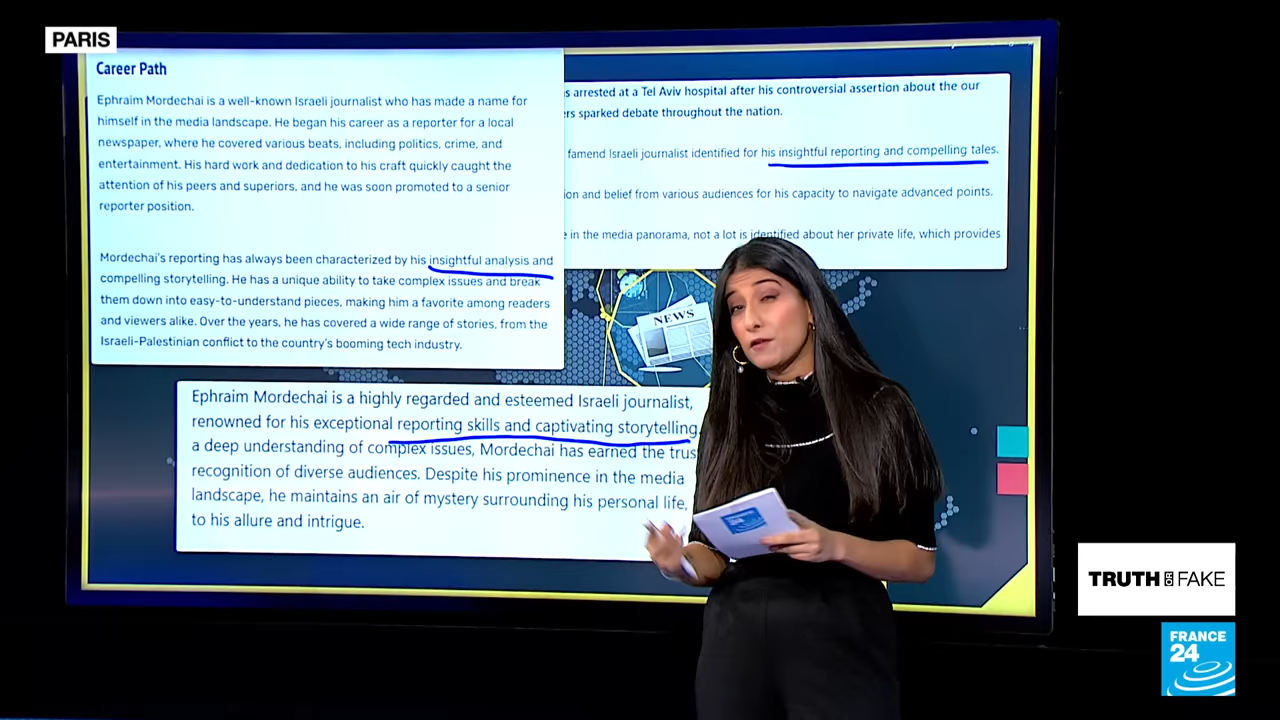 PARIS
Career Path
Ephraim Mordechai is a well-known Israeli journalist who has made a name for
himself in the media landscape. He began his career as a reporter for a local
newspaper, where he covered various beats, including politics, crime, and
entertainment. His hard work and dedication to his craft quickly caught the
attention of his peers and superiors, and he was soon promoted to a senior
reporter position.
Mordechai's reporting has always been characterized by his insightful analysis and
compelling storytelling. He has a unique ability to take complex issues and break
them down into easy-to-understand pieces, making him a favorite among readers
and viewers alike. Over the years, he has covered a wide range of stories, from the
Israeli-Palestinian conflict to the country's booming tech industry.
s arrested at a Tel Aviv hospital after his controversial assertion about the our
ers sparked debate throughout the nation.
famend Israeli journalist identified for his insightful reporting and compelling tales.
ion and belief from various audiences for his capacity to navigate advanced points.
e in the media panorama, not a lot is identified about her private life, which provides
NEWS
Ephraim Mordechai is a highly regarded and esteemed Israeli journalist,
renowned for his exceptional reporting skills and captivating storytelling
a deep understanding of complex issues, Mordechai has earned the trus
recognition of diverse audiences. Despite his prominence in the media
landscape, he maintains an air of mystery surrounding his personal life,
to his allure and intrigue.
TRUTH OR FAKE
FRANCE
24